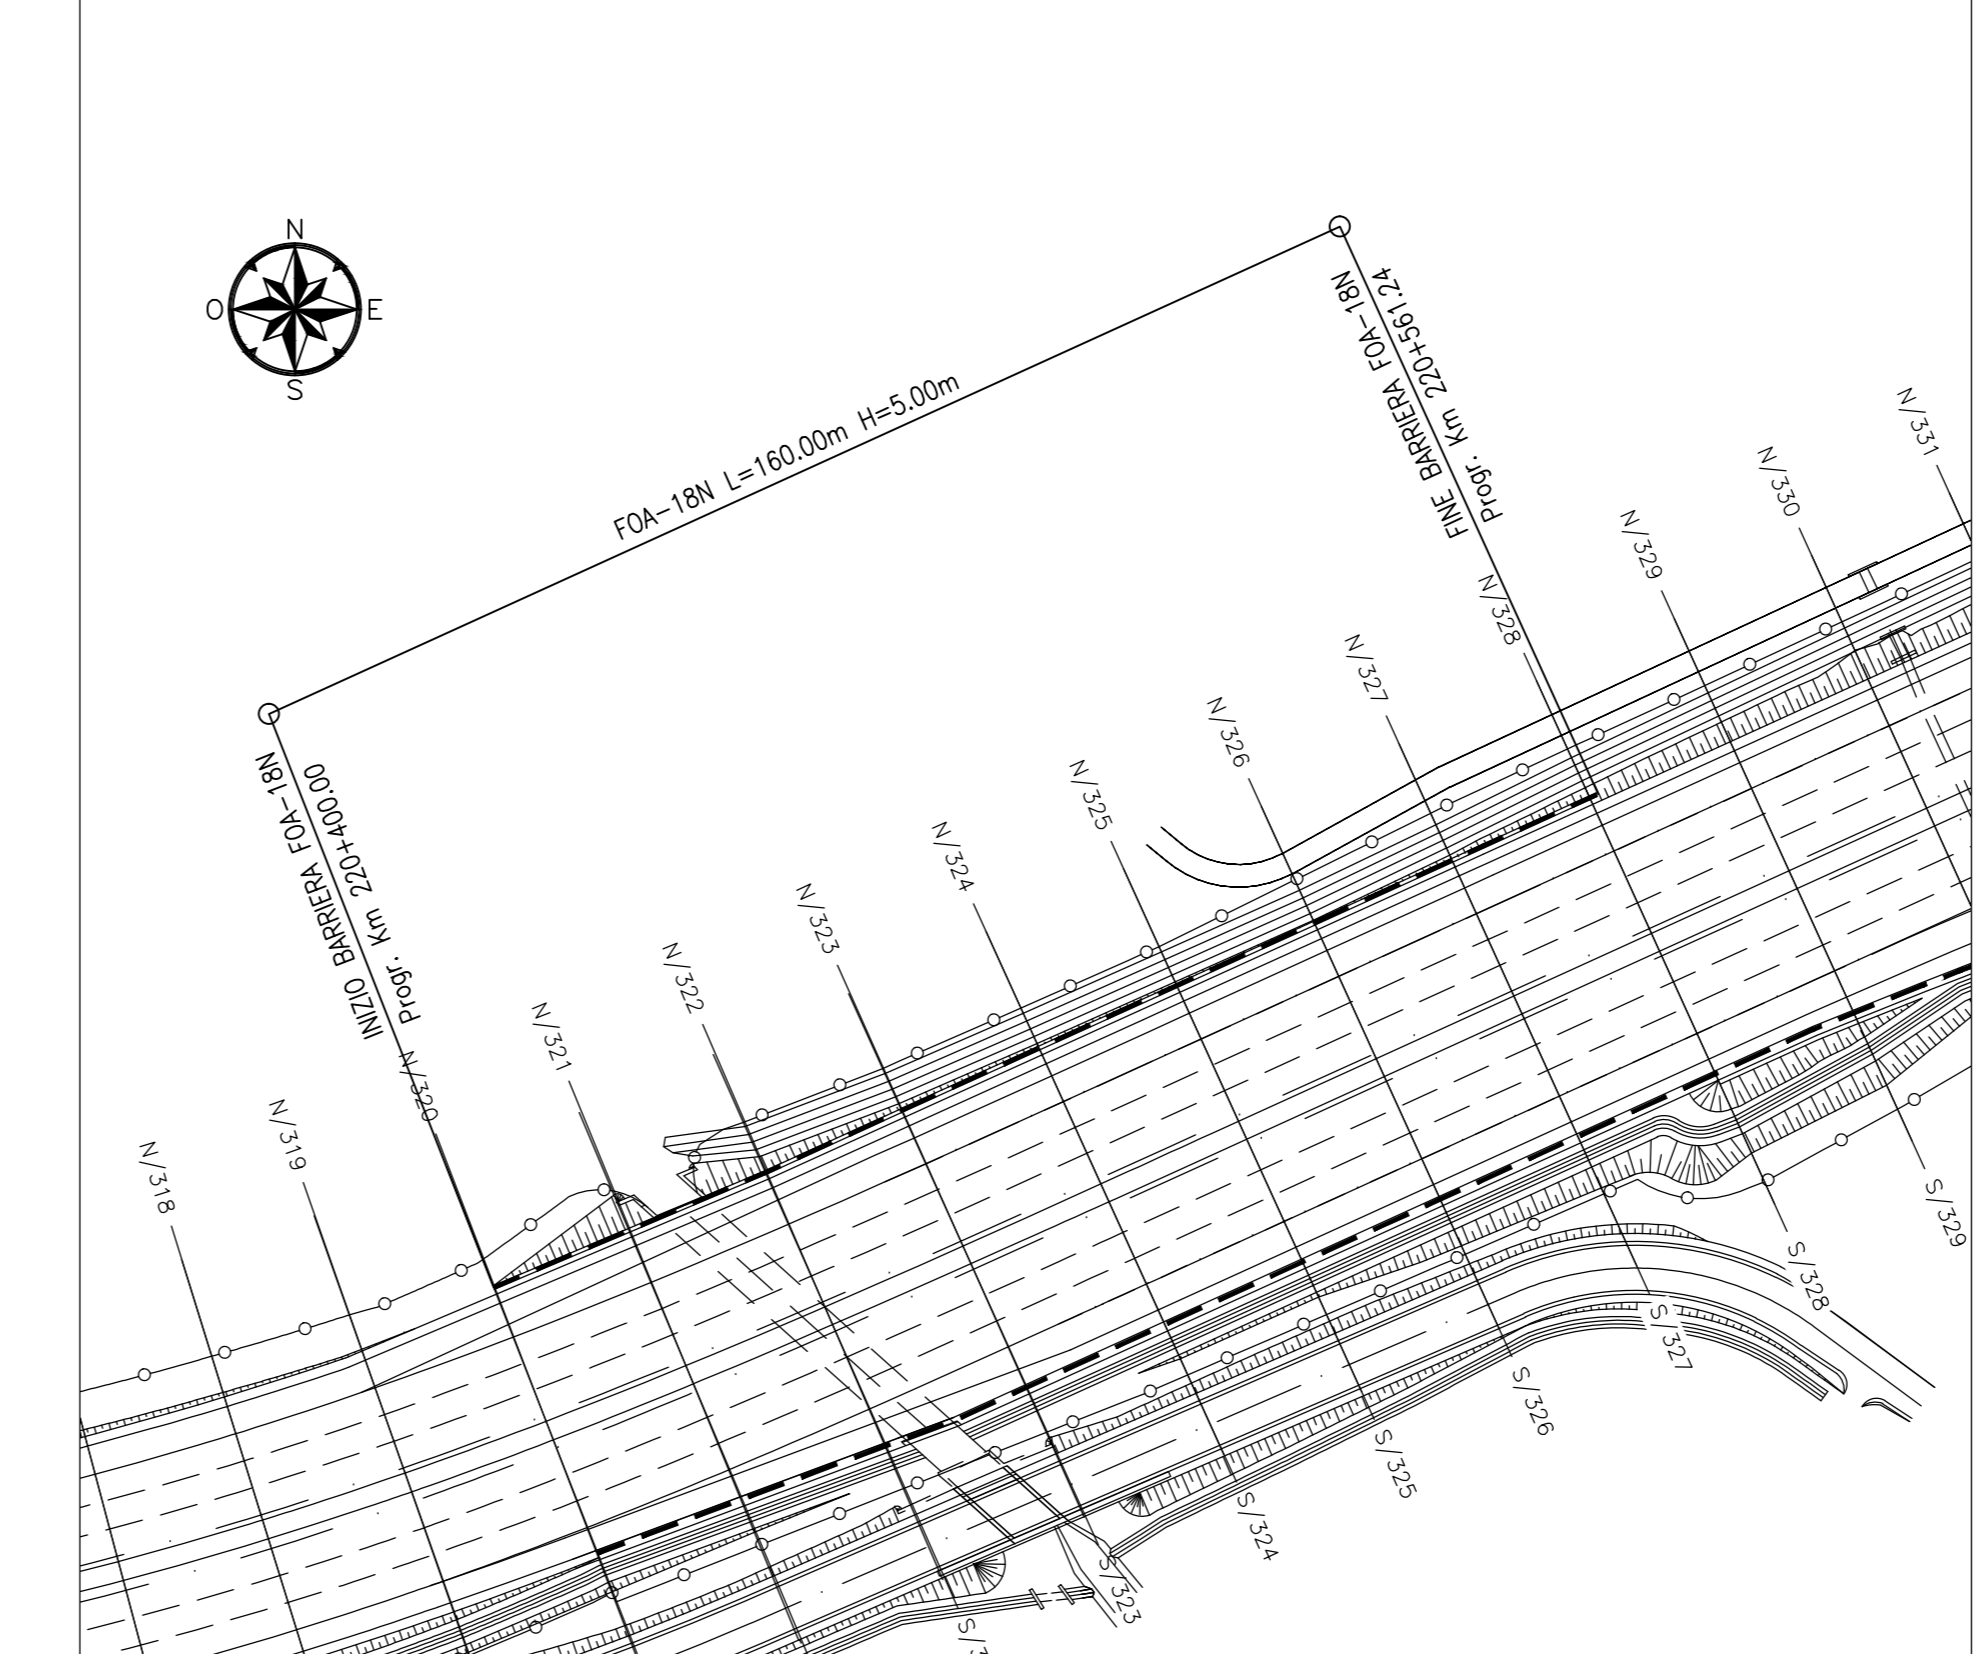 N
O
E
S
FOA-18N L=160.00m H=5.00m
INIZIO BARRIERA FOA-18N
Progr. Km 220+400.00
FINE BARRIERA FOA-18N
Progr. Km 220+561.24
N/318
N/319
N/320
N/321
N/322
N/323
N/324
N/325
N/326
N/327
N/328
N/329
N/330
N/331
S/323
S/324
S/325
S/326
S/327
S/328
S/329